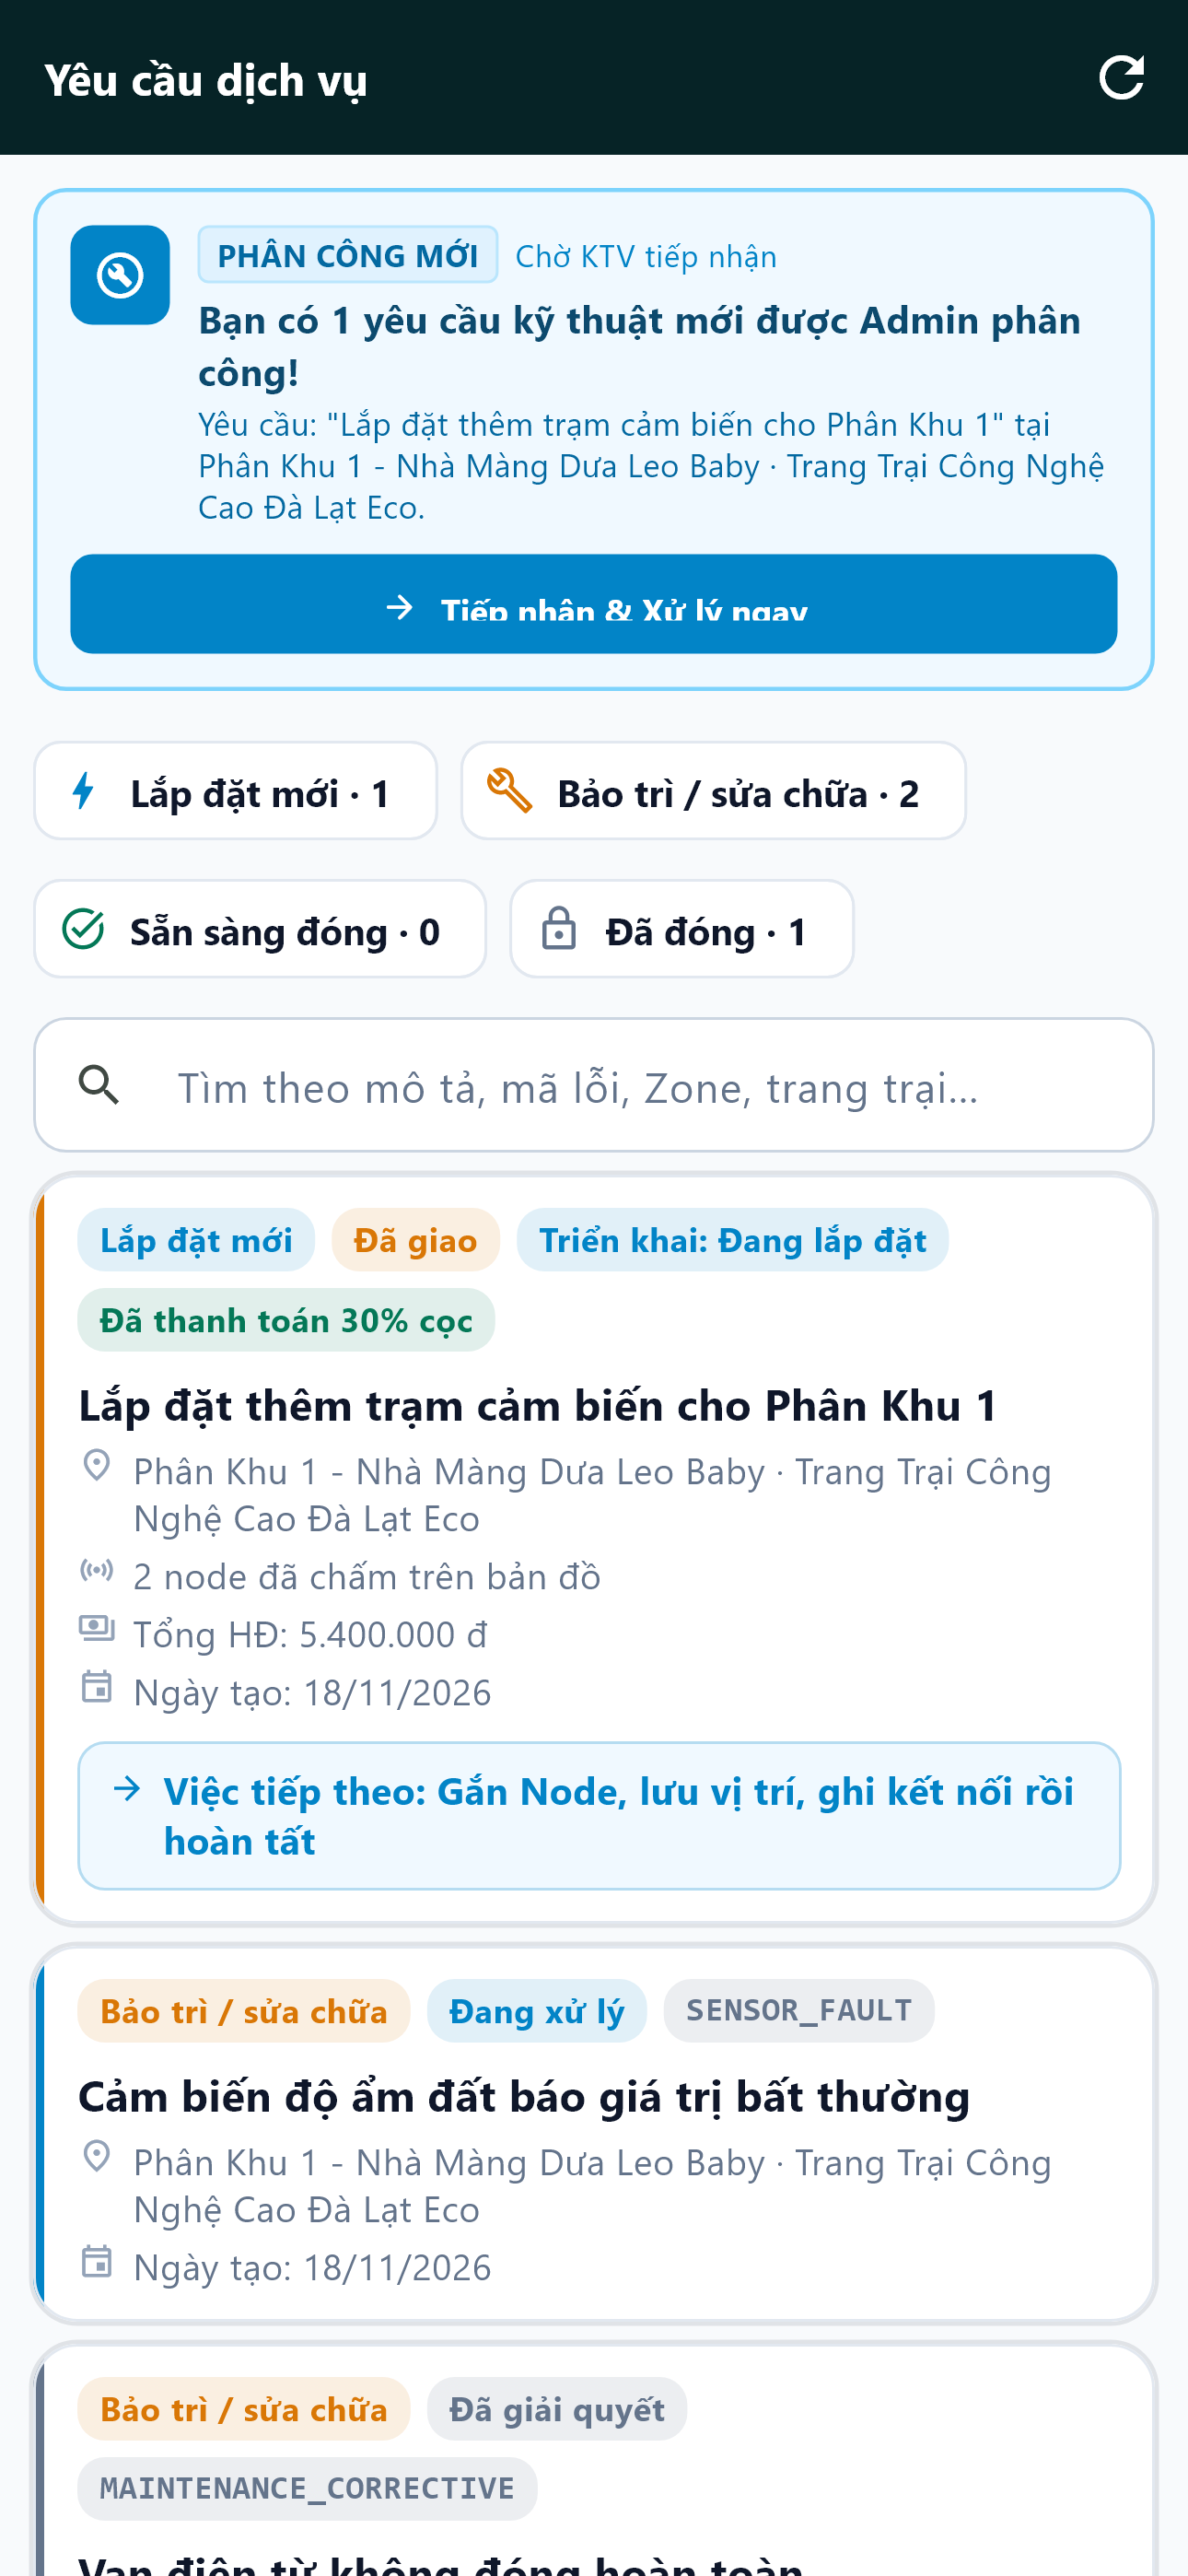 Yêu cầu dịch vụ
PHÂN CÔNG MỚI Chờ KTV tiếp nhận
Bạn có 1 yêu cầu kỹ thuật mới được Admin phân
công!
Yêu cầu: "Lắp đặt thêm trạm cảm biến cho Phân Khu 1" tại
Phân Khu 1 - Nhà Màng Dưa Leo Baby · Trang Trại Công Nghệ
Cao Đà Lạt Eco.
Tiếp nhận & Xử lý ngay
Lắp đặt mới · 1
Bảo trì / sửa chữa · 2
Sẵn sàng đóng · 0
Đã đóng · 1
Tìm theo mô tả, mã lỗi, Zone, trang trại...
Lắp đặt mới Đã giao Triển khai: Đang lắp đặt
Đã thanh toán 30% cọc
Lắp đặt thêm trạm cảm biến cho Phân Khu 1
Phân Khu 1 - Nhà Màng Dưa Leo Baby · Trang Trại Công
Nghệ Cao Đà Lạt Eco
2 node đã chấm trên bản đồ
Tổng HĐ: 5.400.000 đ
Ngày tạo: 18/11/2026
Việc tiếp theo: Gắn Node, lưu vị trí, ghi kết nối rồi
hoàn tất
Bảo trì / sửa chữa Đang xử lý SENSOR_FAULT
Cảm biến độ ẩm đất báo giá trị bất thường
Phân Khu 1 - Nhà Màng Dưa Leo Baby · Trang Trại Công
Nghệ Cao Đà Lạt Eco
Ngày tạo: 18/11/2026
Bảo trì / sửa chữa Đã giải quyết
MAINTENANCE_CORRECTIVE
Van điện từ không đóng hoàn toàn